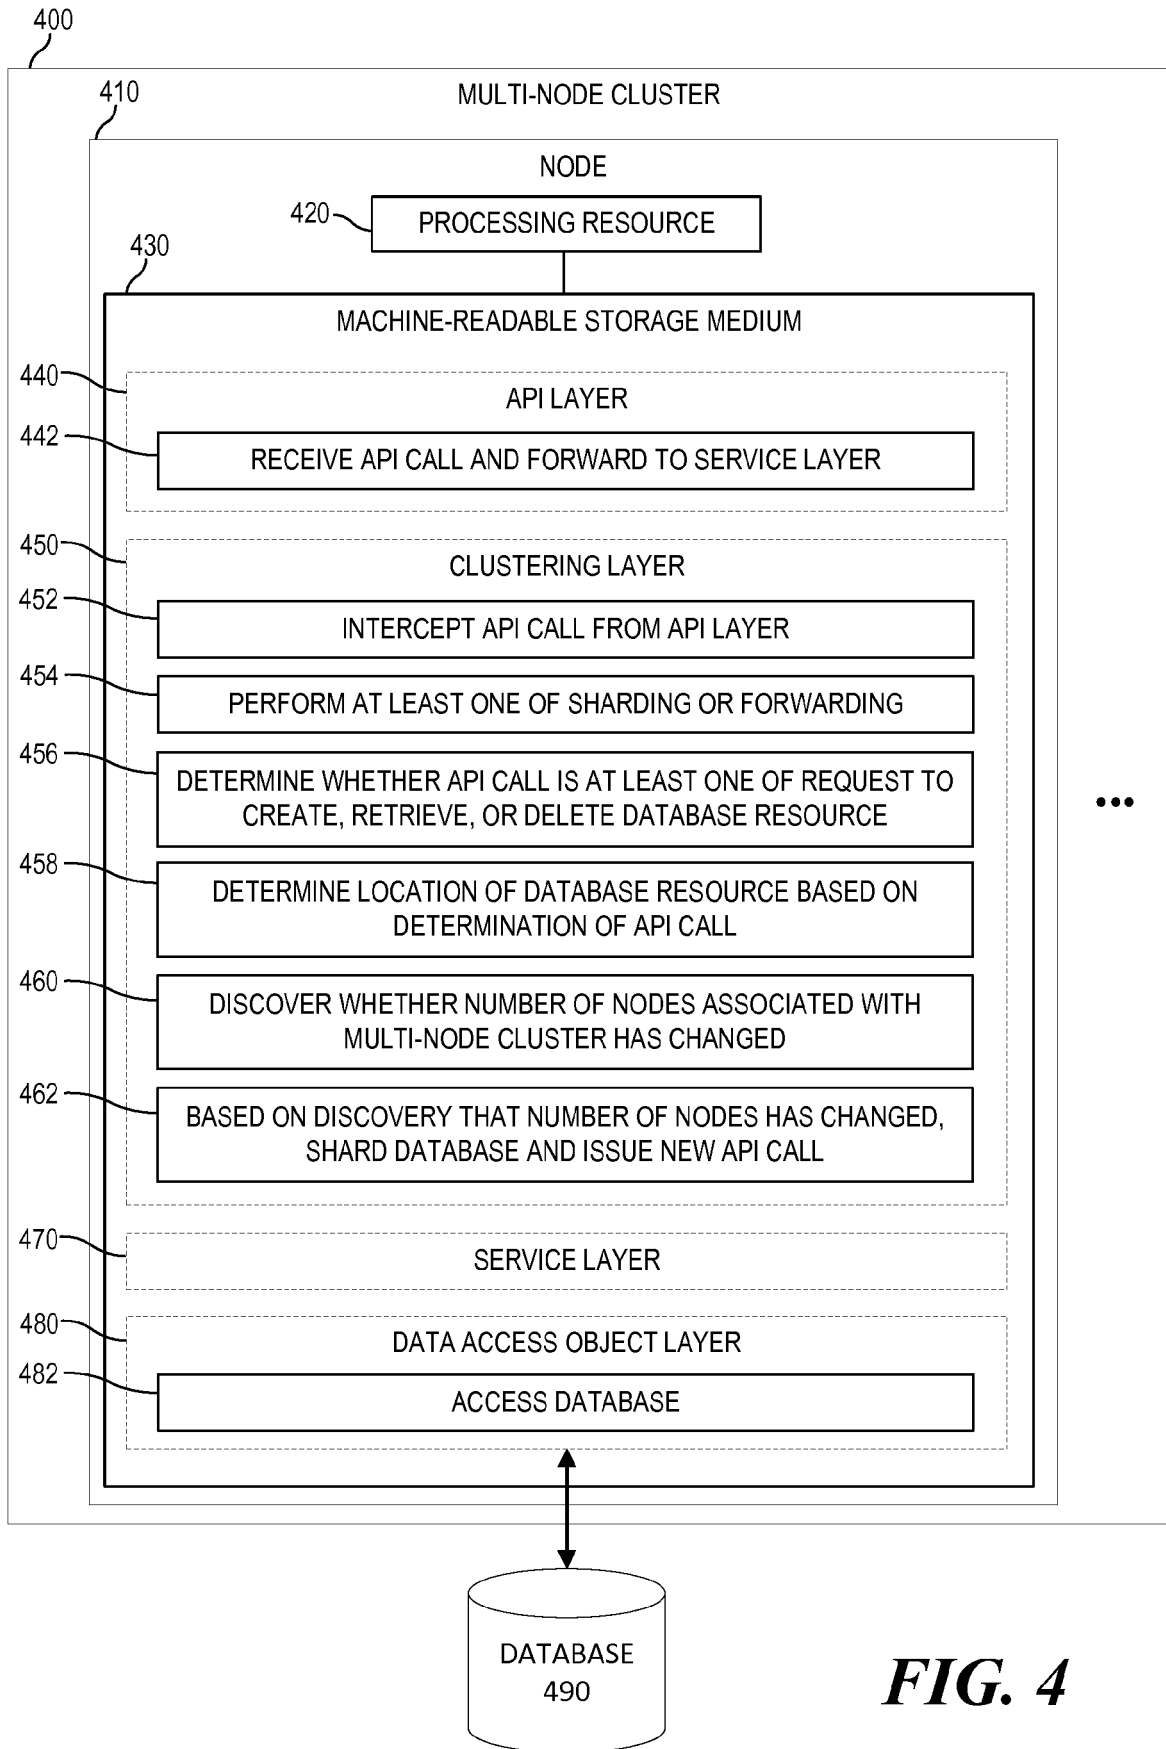 400
MULTI-NODE CLUSTER
410
NODE
420
PROCESSING RESOURCE
430
MACHINE-READABLE STORAGE MEDIUM
440
API LAYER
442
RECEIVE API CALL AND FORWARD TO SERVICE LAYER
450
CLUSTERING LAYER
452
INTERCEPT API CALL FROM API LAYER
454
PERFORM AT LEAST ONE OF SHARDING OR FORWARDING
456
DETERMINE WHETHER API CALL IS AT LEAST ONE OF REQUEST TO
CREATE, RETRIEVE, OR DELETE DATABASE RESOURCE
•••
458
DETERMINE LOCATION OF DATABASE RESOURCE BASED ON
DETERMINATION OF API CALL
460
DISCOVER WHETHER NUMBER OF NODES ASSOCIATED WITH
MULTI-NODE CLUSTER HAS CHANGED
462
BASED ON DISCOVERY THAT NUMBER OF NODES HAS CHANGED,
SHARD DATABASE AND ISSUE NEW API CALL
470
SERVICE LAYER
480
DATA ACCESS OBJECT LAYER
482
ACCESS DATABASE
DATABASE
490
FIG. 4